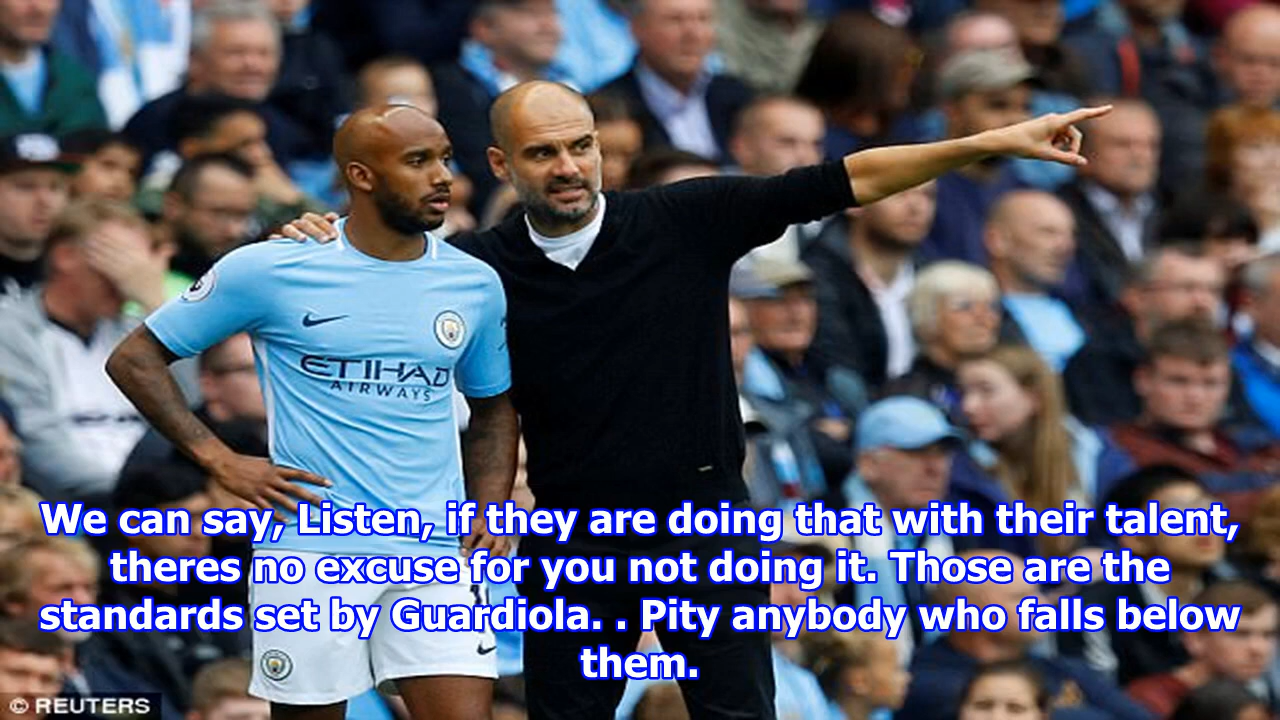 ETIHAD
AIRWAYS
We can say, Listen, if they are doing that with their talent,
theres no excuse for you not doing it. Those are the
standards set by Guardiola. . Pity anybody who falls below
them.
© REUTERS